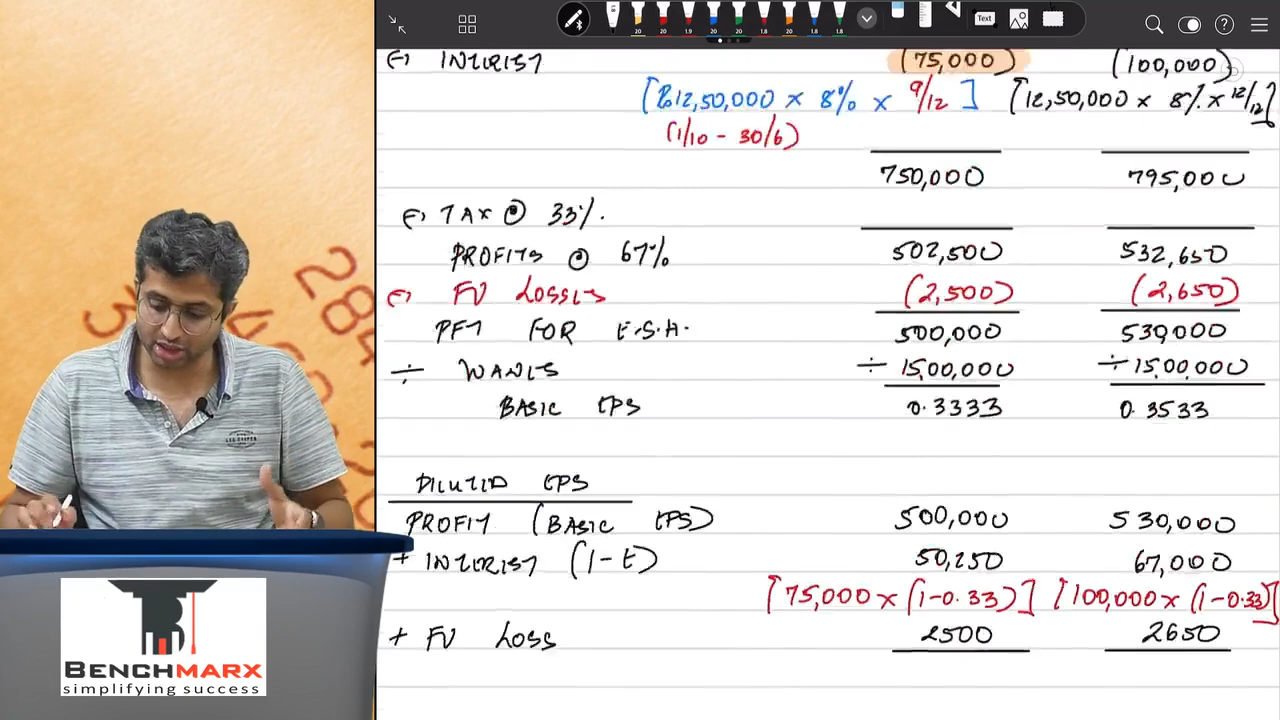 Text
(-) INTEREST (75,000) (100,000)
[₨12,50,000 × 8% × 9/12] [12,50,000 × 8% × 12/12]
(1/10 - 30/6)
750,000 795,000
(-) TAX @ 33%.
PROFITS @ 67% 502,500 532,650
(-) FV LOSSES (2,500) (2,650)
PFT FOR E.S.H. 500,000 530,000
÷ WANES ÷ 15,00,000 ÷ 15,00,000
BASIC EPS 0.3333 0.3533
DILUTED EPS
PROFIT (BASIC EPS) 500,000 530,000
+ INTEREST (1-t) 50,250 67,000
[75,000 × (1-0.33)] [100,000 × (1-0.33)]
+ FV LOSS 2500 2650
BENCHMARX
simplifying success